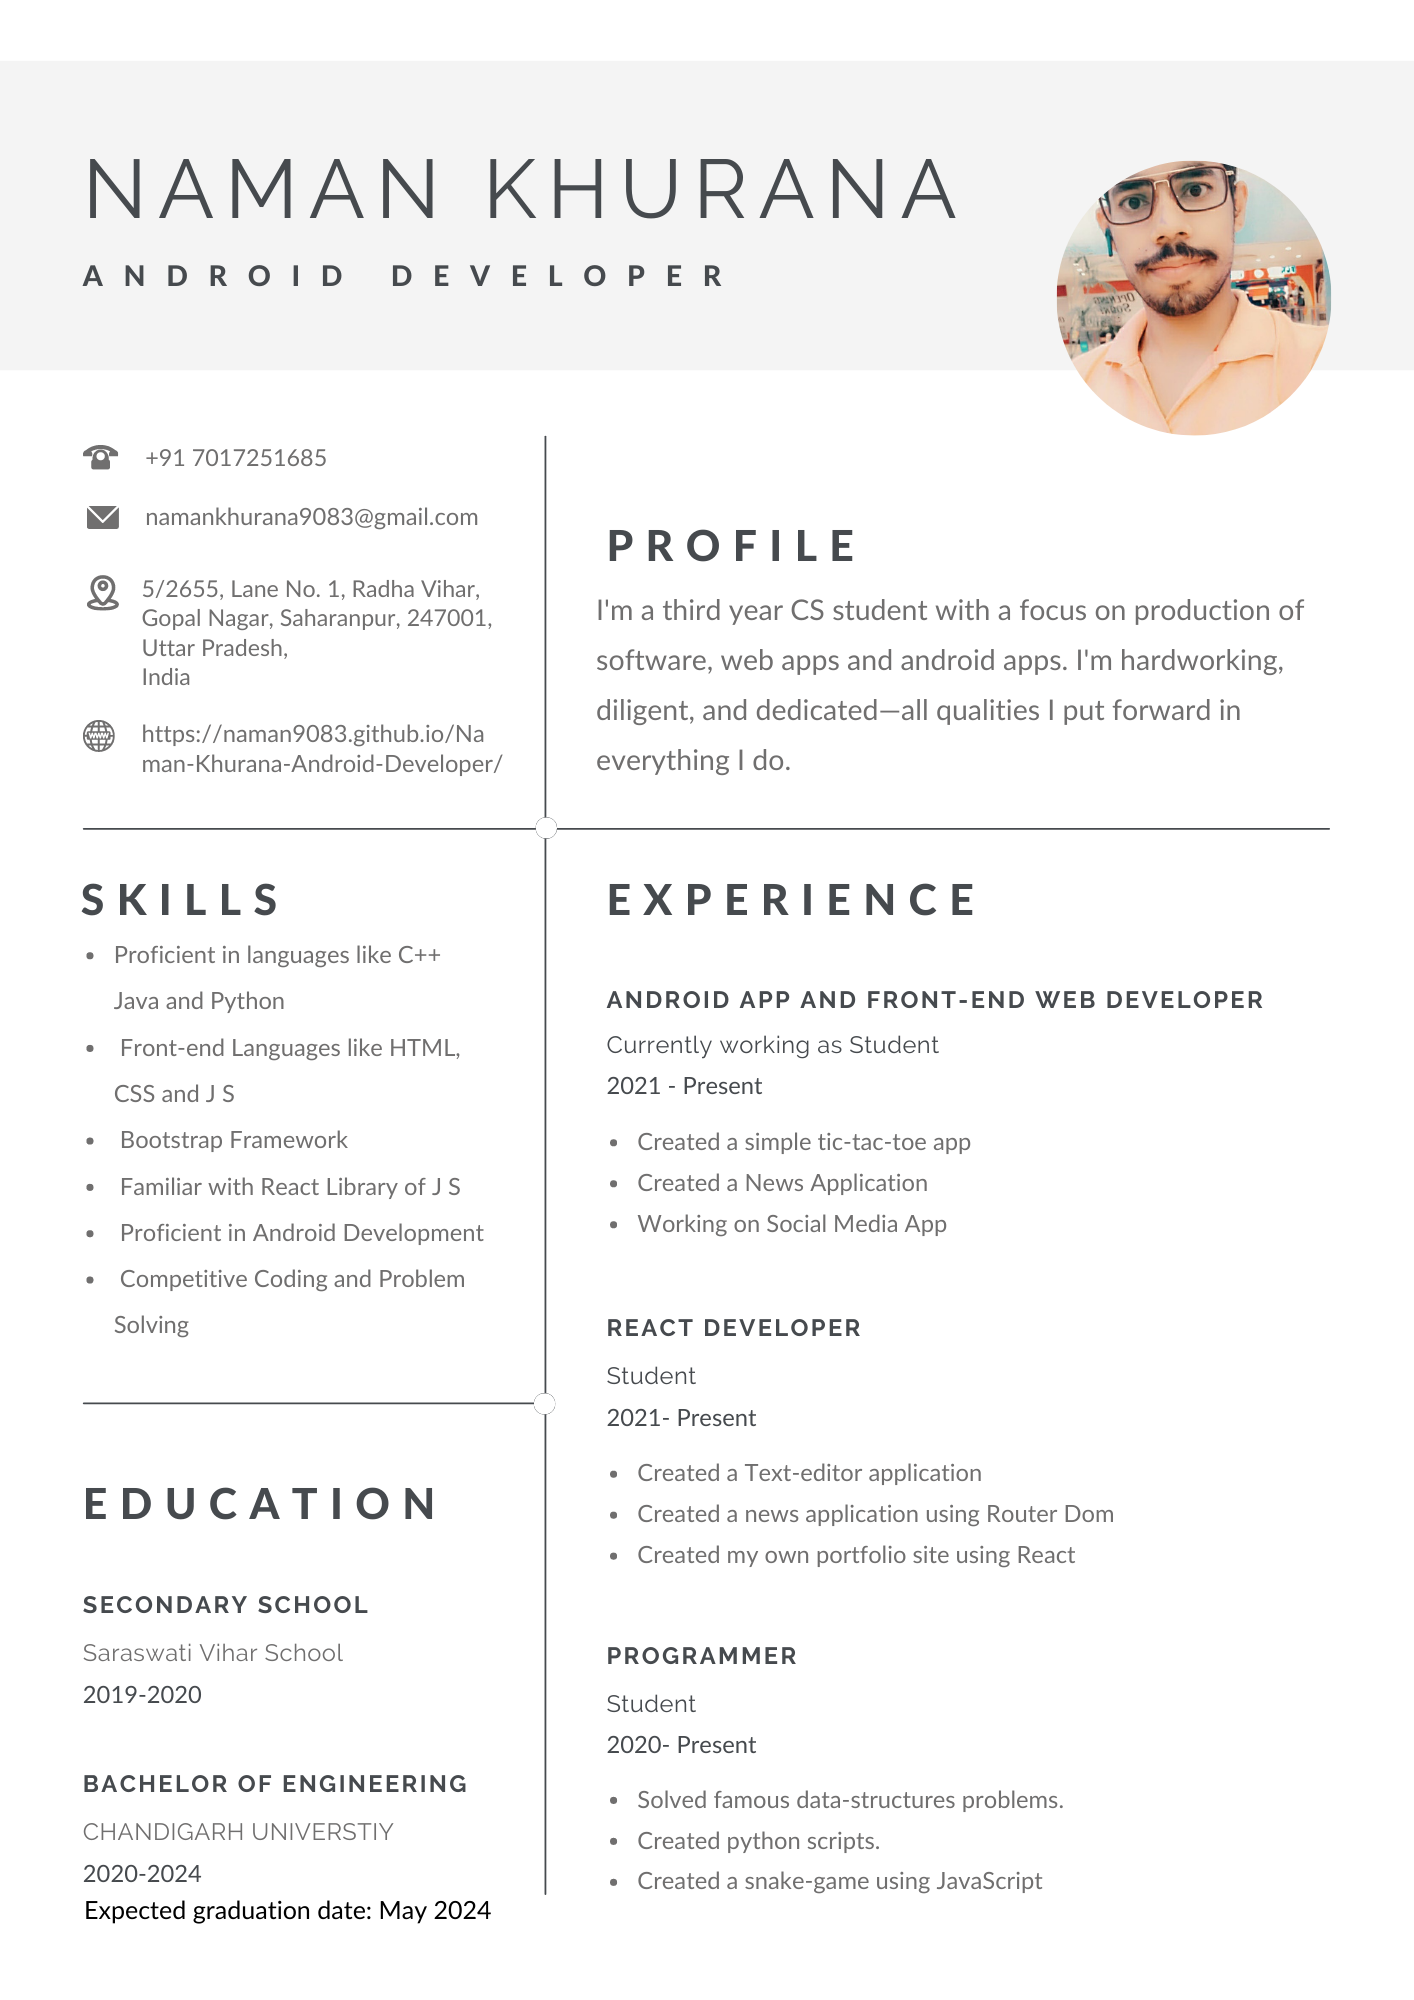 NAMAN KHURANA
ANDROID DEVELOPER
+91 7017251685
namankhurana9083@gmail.com
5/2655, Lane No. 1, Radha Vihar,
Gopal Nagar, Saharanpur, 247001,
Uttar Pradesh,
India
https://naman9083.github.io/Na
man-Khurana-Android-Developer/
PROFILE
I'm a third year CS student with a focus on production of
software, web apps and android apps. I'm hardworking,
diligent, and dedicated—all qualities I put forward in
everything I do.
SKILLS
• Proficient in languages like C++
Java and Python
• Front-end Languages like HTML,
CSS and J S
• Bootstrap Framework
• Familiar with React Library of J S
• Proficient in Android Development
• Competitive Coding and Problem
Solving
EDUCATION
SECONDARY SCHOOL
Saraswati Vihar School
2019-2020
BACHELOR OF ENGINEERING
CHANDIGARH UNIVERSTIY
2020-2024
Expected graduation date: May 2024
EXPERIENCE
ANDROID APP AND FRONT-END WEB DEVELOPER
Currently working as Student
2021 - Present
• Created a simple tic-tac-toe app
• Created a News Application
• Working on Social Media App
REACT DEVELOPER
Student
2021- Present
• Created a Text-editor application
• Created a news application using Router Dom
• Created my own portfolio site using React
PROGRAMMER
Student
2020- Present
• Solved famous data-structures problems.
• Created python scripts.
• Created a snake-game using JavaScript